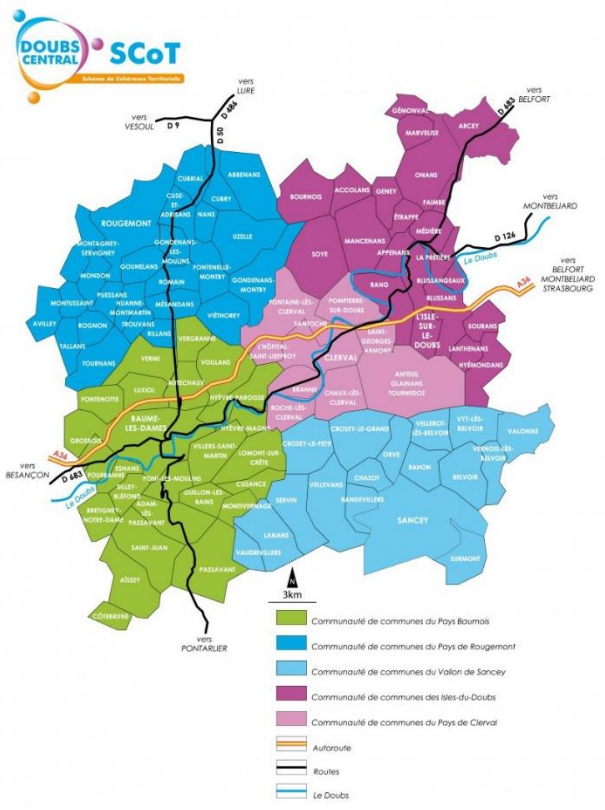 DOUBS
CENTRAL
SCoT
Schéma de Cohérence Territoriale
vers
LURE
D 486
vers
VESOUL
D 9
D 50
vers
BELFORT
D 683
GÉMONVAL
ARCEY
MARVELISE
CUBRIAL
ABBENANS
ACCOLANS
GENEY
ONANS
BOURNOIS
CUSE-
ET-
ADRISANS
NANS
CUBRY
FAIMBE
vers
MONTBELIARD
ÉTRAPPE
ROUGEMONT
UZELLE
MÉDIÈRE
D 126
MANCENANS
MONTAGNEY-
SERVIGNEY
GONDENANS-
LES-
MOULINS
SOYE
APPENANS
LA PRÉTIÈRE
Le Doubs
GOUHELANS
FONTENELLE-
MONTBY
MONDON
ROMAIN
GONDENANS-
MONTBY
RANG
BLUSSANGEAUX
vers
BELFORT
MONTBELIARD
STRASBOURG
A36
PUESSANS
HUANNE-
MONTMARTIN
MÉSANDANS
FONTAINE-LÈS-
CLERVAL
POMPIERRE-
SUR-DOUBS
BLUSSANS
MONTUSSAINT
VIÉTHOREY
AVILLEY
ROGNON
TROUVANS
RILLANS
SANTOCHE
L'ISLE-
SUR-
LE-
DOUBS
SOURANS
TALLANS
VERGRANNE
SAINT-
GEORGES-
ARMONT
L'HÔPITAL-
SAINT-LIEFFROY
LANTHENANS
TOURNANS
VERNE
VOILLANS
CLERVAL
HYÉMONDANS
AUTECHAUX
ANTEUIL
GLAINANS
TOURNEDOZ
LUXIOL
BRANNE
CHAUX-LÈS-
CLERVAL
FONTENOTTE
HYÈVRE-PAROISSE
ROCHE-LÈS-
CLERVAL
BAUME-
LES-DAMES
HYÈVRE-MAGNY
VYT-LÈS-
BELVOIR
CROSEY-LE-GRAND
VELLEROT-
LÈS-BELVOIR
VALONNE
GROSBOIS
CROSEY-LE-PETIT
VILLERS-SAINT-
MARTIN
VERNOIS-LÈS-
BELVOIR
A36
LOMONT-SUR-
CRÊTE
ORVE
vers
BESANÇON
ESNANS
RAHON
D 683
FOURBANNE
PONT-LES-MOULINS
CHAZOT
BELVOIR
Le Doubs
SILLEY-
BLÉFOND
CUSANCE
VELLEVANS
GUILLON-LES-
BAINS
SERVIN
RANDEVILLERS
BRETIGNEY-
NOTRE-DAME
ADAM-
LÈS-
PASSAVANT
MONTIVERNAGE
SANCEY
LANANS
SAINT-JUAN
VAUDRIVILLERS
SURMONT
PASSAVANT
AÏSSEY
N
3km
CÔTEBRUNE
vers
PONTARLIER
Communauté de communes du Pays Baumois
Communauté de communes du Pays de Rougemont
Communauté de communes du Vallon de Sancey
Communauté de communes des Isles-du-Doubs
Communauté de communes du Pays de Clerval
Autoroute
Routes
Le Doubs